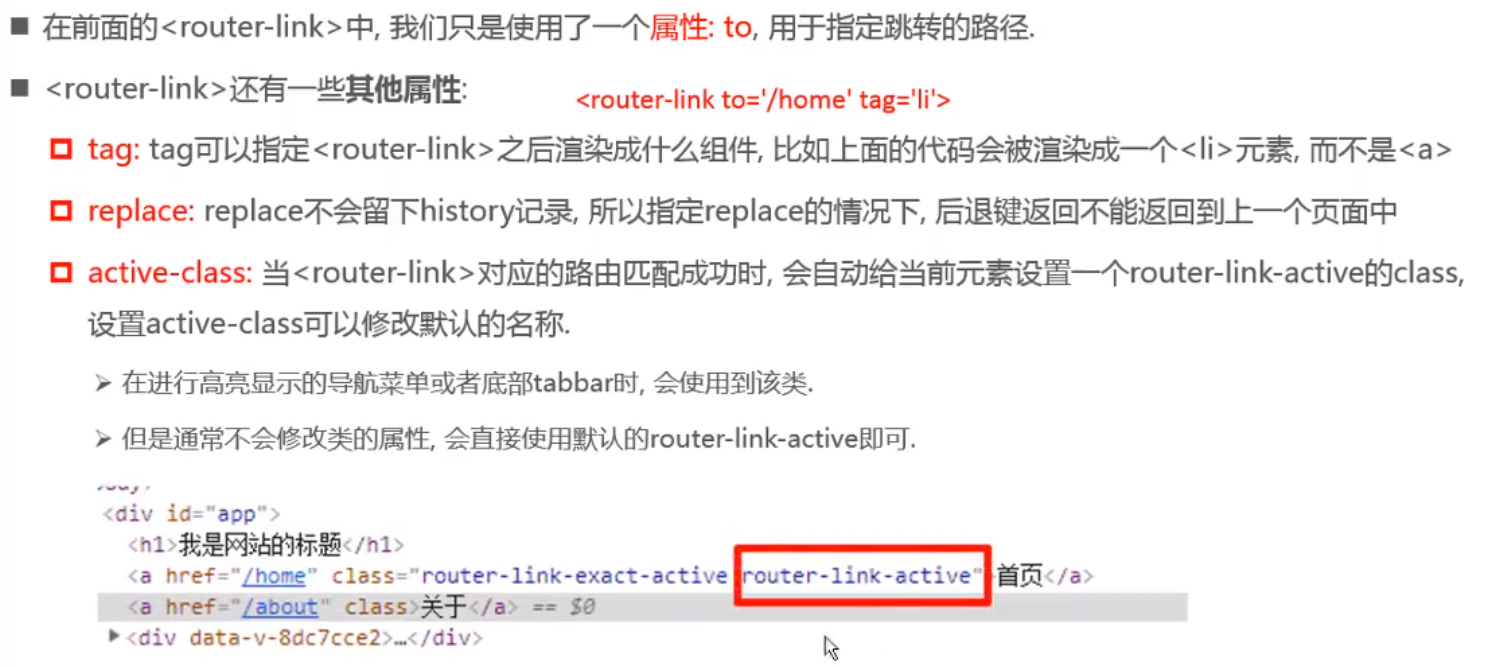 在前面的<router-link>中, 我们只是使用了一个属性: to, 用于指定跳转的路径.
<router-link>还有一些其他属性:
<router-link to='/home' tag='li'>
tag: tag可以指定<router-link>之后渲染成什么组件, 比如上面的代码会被渲染成一个<li>元素, 而不是<a>
replace: replace不会留下history记录, 所以指定replace的情况下, 后退键返回不能返回到上一个页面中
active-class: 当<router-link>对应的路由匹配成功时, 会自动给当前元素设置一个router-link-active的class,
设置active-class可以修改默认的名称.
在进行高亮显示的导航菜单或者底部tabbar时, 会使用到该类.
但是通常不会修改类的属性, 会直接使用默认的router-link-active即可.
<div id="app">
<h1>我是网站的标题</h1>
<a href="/home" class="router-link-exact-active router-link-active">首页</a>
<a href="/about" class>关于</a> == $0
<div data-v-8dc7cce2>…</div>